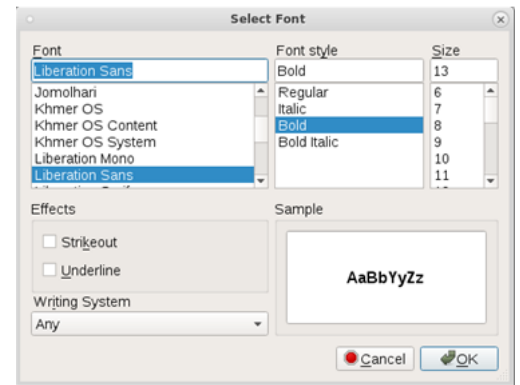 Select Font
Font
Font style
Size
Liberation Sans
Bold
13
Jomolhari
Khmer OS
Khmer OS Content
Khmer OS System
Liberation Mono
Liberation Sans
Regular
Italic
Bold
Bold Italic
6
7
8
9
10
11
Effects
Strikeout
Underline
Writing System
Any
Sample
AaBbYyZz
Cancel
OK